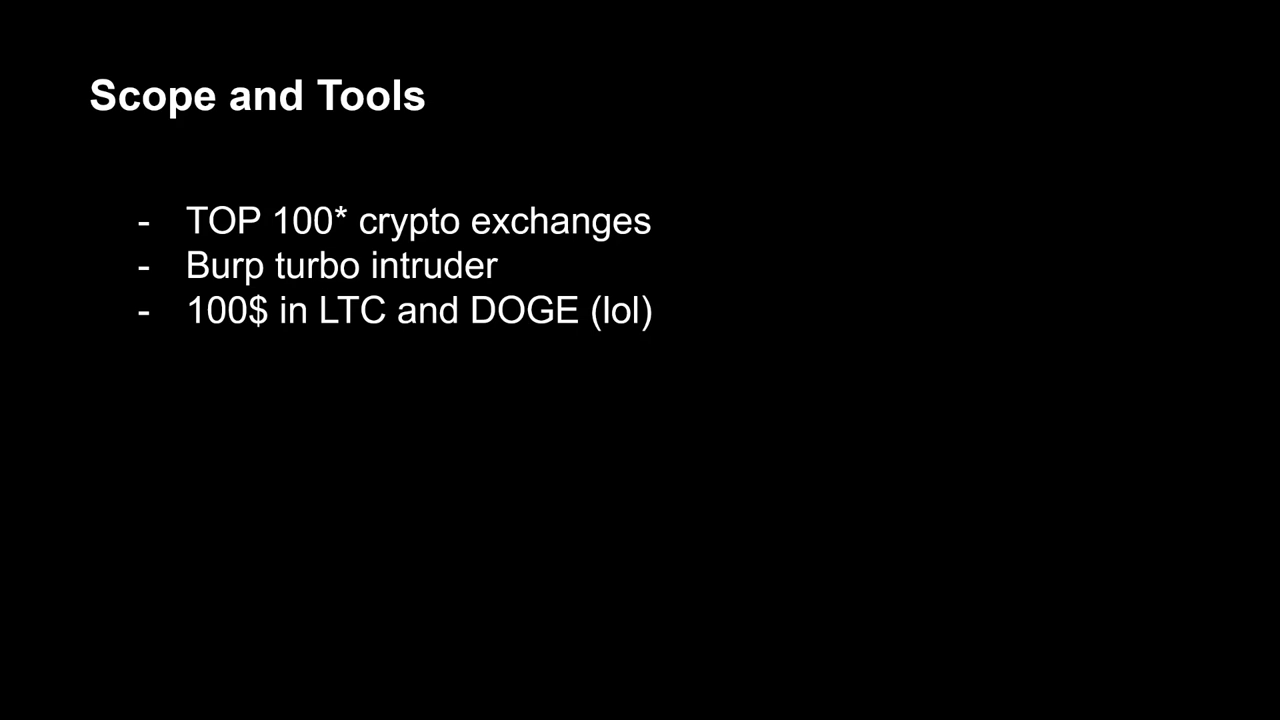 Scope and Tools
- TOP 100* crypto exchanges
- Burp turbo intruder
- 100$ in LTC and DOGE (lol)